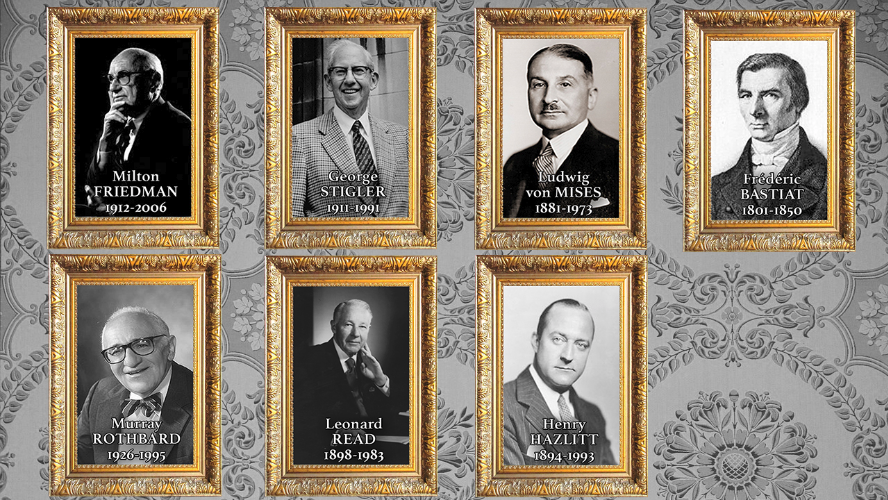 Milton
FRIEDMAN
1912-2006
George
STIGLER
1911-1991
Ludwig
von MISES
1881-1973
Frédéric
BASTIAT
1801-1850
Murray
ROTHBARD
1926-1995
Leonard
READ
1898-1983
Henry
HAZLITT
1894-1993